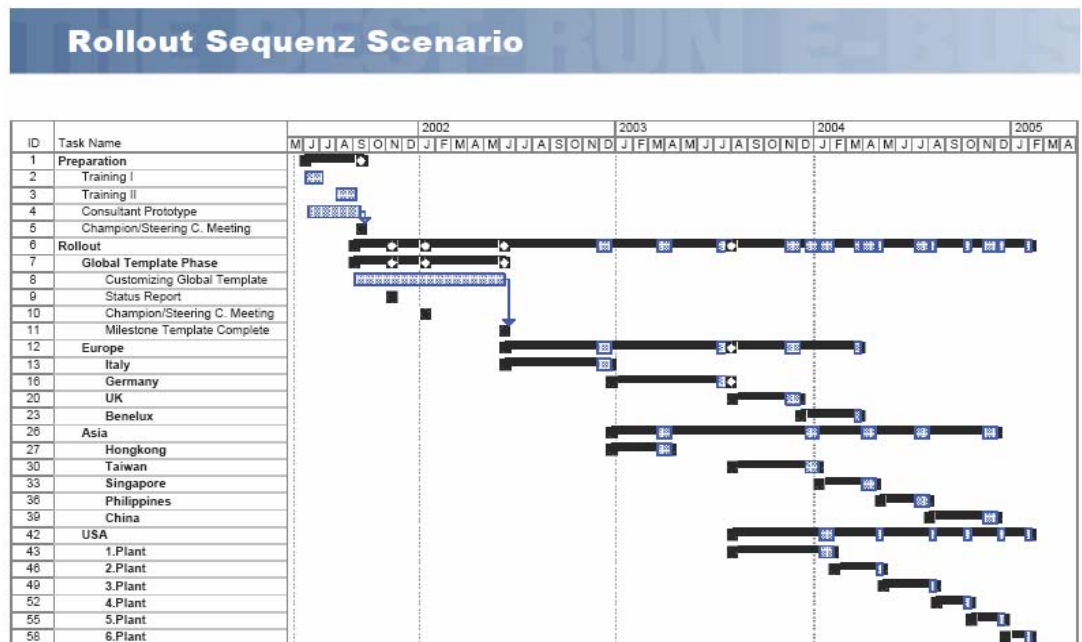 THE BEST RUN E-BUS
Rollout Sequenz Scenario
2002 2003 2004 2005
ID Task Name M J J A S O N D J F M A M J J A S O N D J F M A M J J A S O N D J F M A M J J A S O N D J F M A
1 Preparation
2 Training I
3 Training II
4 Consultant Prototype
5 Champion/Steering C. Meeting
6 Rollout
7 Global Template Phase
8 Customizing Global Template
9 Status Report
10 Champion/Steering C. Meeting
11 Milestone Template Complete
12 Europe
13 Italy
16 Germany
20 UK
23 Benelux
26 Asia
27 Hongkong
30 Taiwan
33 Singapore
36 Philippines
39 China
42 USA
43 1.Plant
46 2.Plant
49 3.Plant
52 4.Plant
55 5.Plant
58 6.Plant